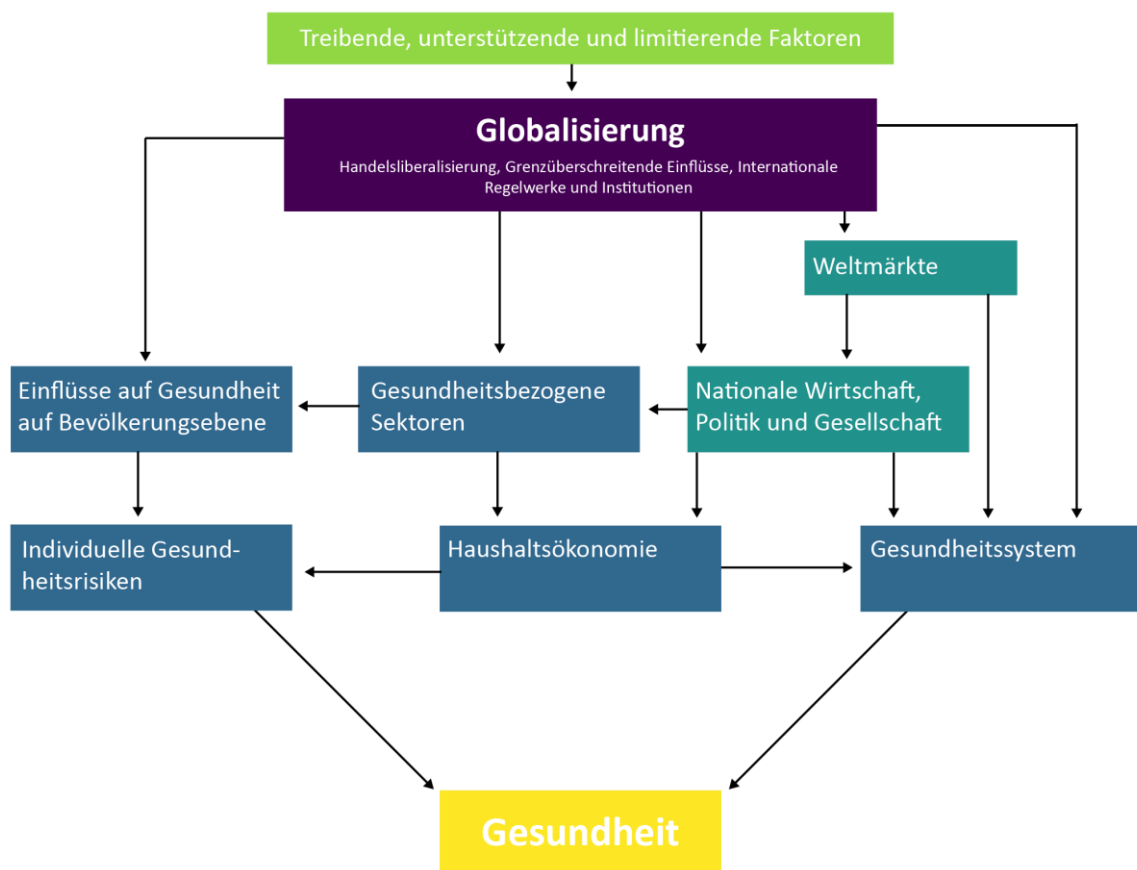 Treibende, unterstützende und limitierende Faktoren
Globalisierung
Handelsliberalisierung, Grenzüberschreitende Einflüsse, Internationale
Regelwerke und Institutionen
Weltmärkte
Einflüsse auf Gesundheit
auf Bevölkerungsebene
Gesundheitsbezogene
Sektoren
Nationale Wirtschaft,
Politik und Gesellschaft
Individuelle Gesund-
heitsrisiken
Haushaltsökonomie
Gesundheitssystem
Gesundheit